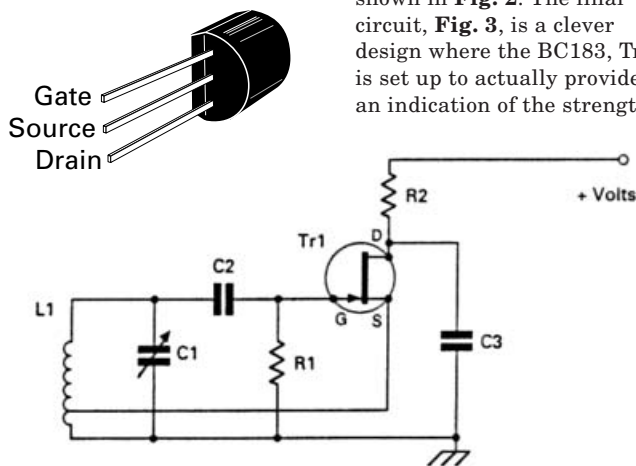 shown in Fig. 2. The final
circuit, Fig. 3, is a clever
design where the BC183, Tr
is set up to actually provide
an indication of the strengt
Gate
Source
Drain
R2
+ Volts
Tr1
D
C2
L1
G
S
C1
R1
C3